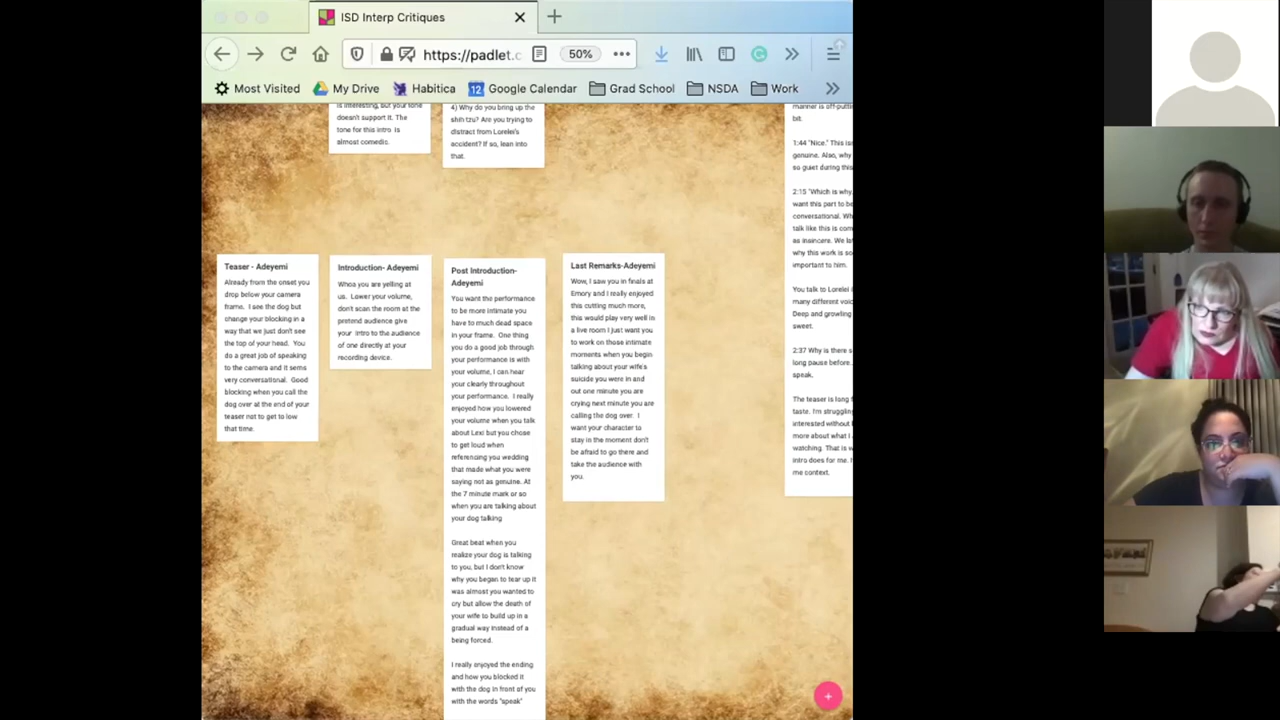 ISD Interp Critiques
https://padlet.c
50%
Most Visited
My Drive
Habitica
12
Google Calendar
Grad School
NSDA
Work
is interesting, but your tone
doesn't support it. The
tone for this intro is
almost comedic.
4) Why do you bring up the
shih tzu? Are you trying to
distract from Lorelei's
accident? If so, lean into
that.
Teaser - Adeyemi
Already from the onset you
drop below your camera
frame. I see the dog but
change your blocking in a
way that we just don't see
the top of your head. You
do a great job of speaking
to the camera and it sems
very conversational. Good
blocking when you call the
dog over at the end of your
teaser not to get to low
that time.
Introduction- Adeyemi
Whoa you are yelling at
us. Lower your volume,
don't scan the room at the
pretend audience give
your intro to the audience
of one directly at your
recording device.
Post Introduction-
Adeyemi
You want the performance
to be more intimate you
have to much dead space
in your frame. One thing
you do a good job through
your performance is with
your volume, I can hear
your clearly throughout
your performance. I really
enjoyed how you lowered
your volume when you talk
about Lexi but you chose
to get loud when
referencing you wedding
that made what you were
saying not as genuine. At
the 7 minute mark or so
when you are talking about
your dog talking
Great beat when you
realize your dog is talking
to you, but I don't know
why you began to tear up it
was almost you wanted to
cry but allow the death of
your wife to build up in a
gradual way instead of a
being forced.
I really enjoyed the ending
and how you blocked it
with the dog in front of you
with the words "speak"
Last Remarks-Adeyemi
Wow, I saw you in finals at
Emory and I really enjoyed
this cutting much more,
this would play very well in
a live room I just want you
to work on those intimate
moments when you begin
talking about your wife's
suicide you were in and
out one minute you are
crying next minute you are
calling the dog over. I
want your character to
stay in the moment don't
be afraid to go there and
take the audience with
you.
manner is off-putti
bit.
1:44 "Nice." This is
genuine. Also, why
so quiet during this
2:15 "Which is why
want this part to be
conversational. Wh
talk like this is com
as insincere. We lo
why this work is so
important to him.
You talk to Lorelei i
many different voic
Deep and growling
sweet.
2:37 Why is there s
long pause before
speak.
The teaser is long f
taste. I'm struggling
interested without
more about what I
watching. That is w
intro does for me. I
me context.